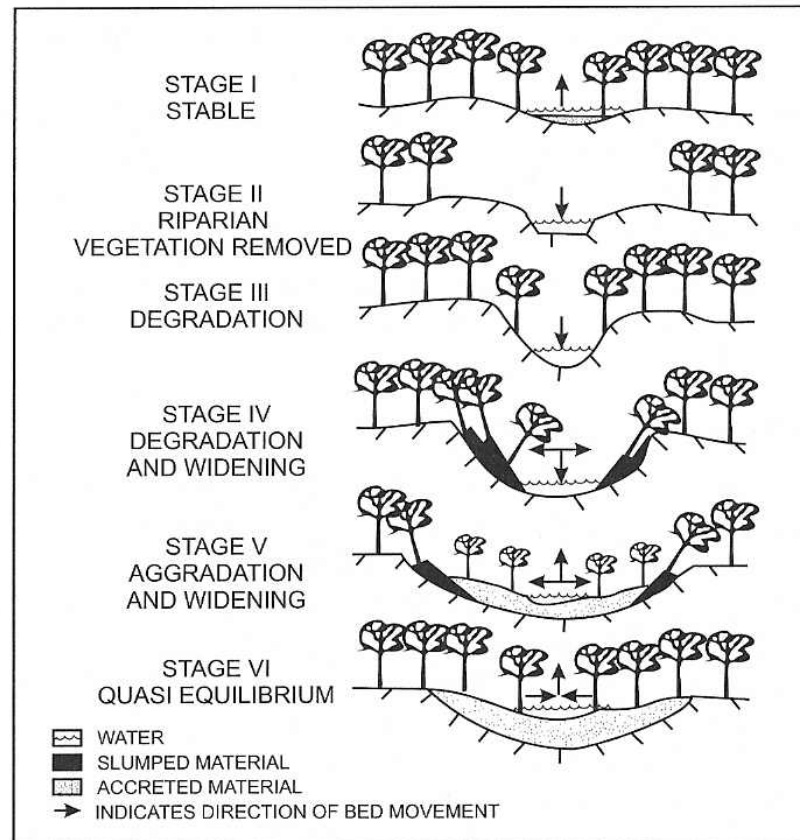 STAGE I
STABLE
STAGE II
RIPARIAN
VEGETATION REMOVED
STAGE III
DEGRADATION
STAGE IV
DEGRADATION
AND WIDENING
STAGE V
AGGRADATION
AND WIDENING
STAGE VI
QUASI EQUILIBRIUM
WATER
SLUMPED MATERIAL
ACCRETED MATERIAL
INDICATES DIRECTION OF BED MOVEMENT